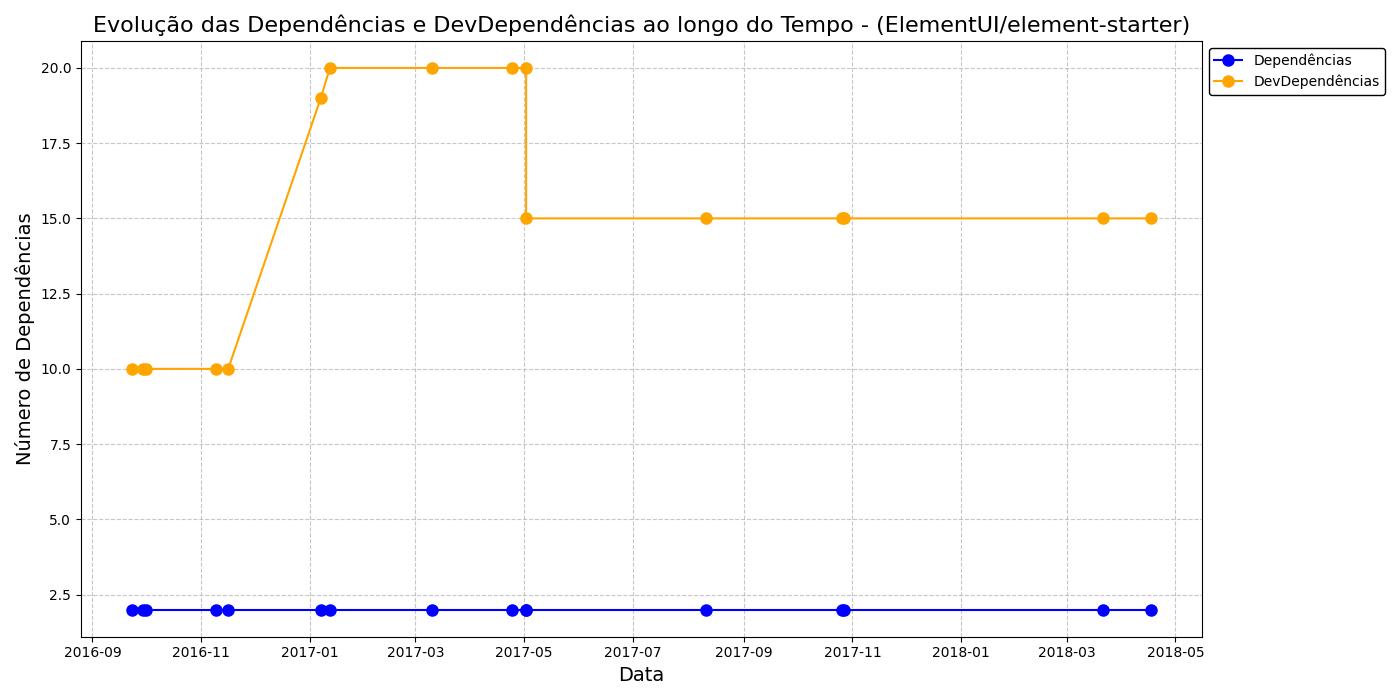 Evolução das Dependências e DevDependências ao longo do Tempo - (ElementUI/element-starter)
Dependências
DevDependências
Número de Dependências
20.0
17.5
15.0
12.5
10.0
7.5
5.0
2.5
2016-09 2016-11 2017-01 2017-03 2017-05 2017-07 2017-09 2017-11 2018-01 2018-03 2018-05
Data